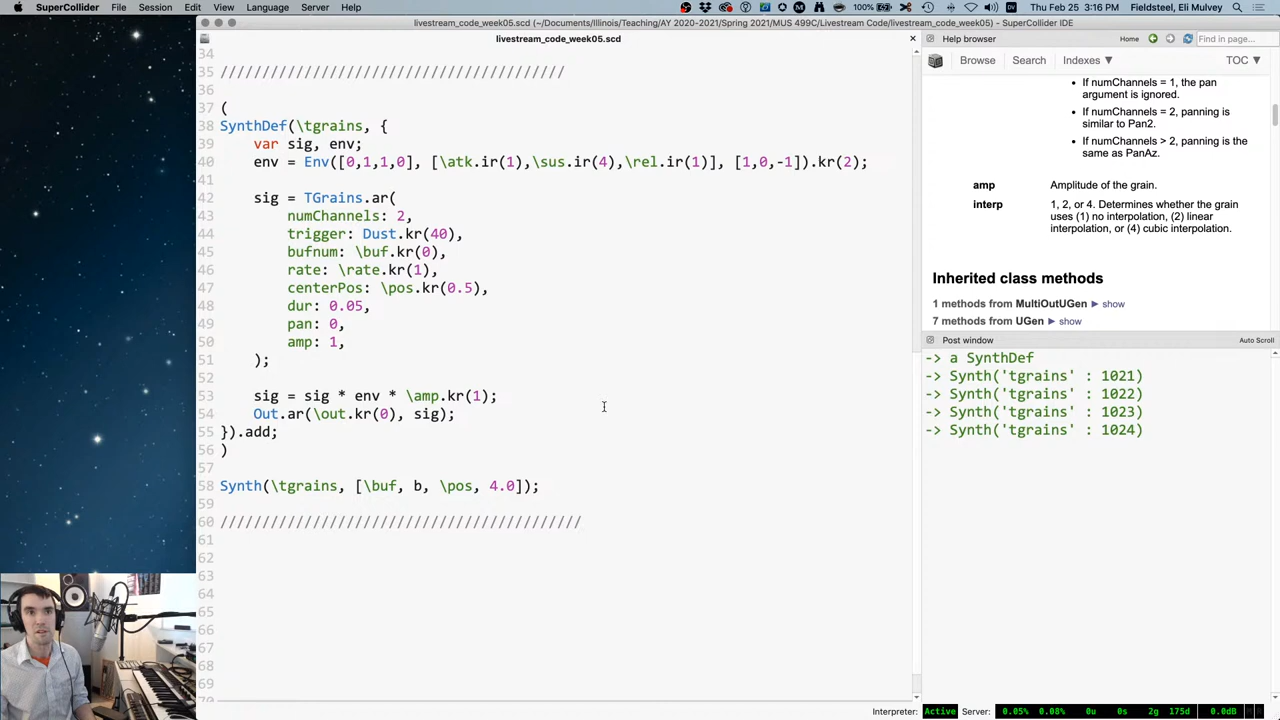 SuperCollider File Session Edit View Language Server Help 100% Thu Feb 25 3:16 PM Fieldsteel, Eli Mulvey
livestream_code_week05.scd (~/Documents/Illinois/Teaching/AY 2020-2021/Spring 2021/MUS 499C/Livestream Code/livestream_code_week05) - SuperCollider IDE
livestream_code_week05.scd
34
35 /////////////////////////////////////////
36
37 (
38 SynthDef(\tgrains, {
39 var sig, env;
40 env = Env([0,1,1,0], [\atk.ir(1),\sus.ir(4),\rel.ir(1)], [1,0,-1]).kr(2);
41
42 sig = TGrains.ar(
43 numChannels: 2,
44 trigger: Dust.kr(40),
45 bufnum: \buf.kr(0),
46 rate: \rate.kr(1),
47 centerPos: \pos.kr(0.5),
48 dur: 0.05,
49 pan: 0,
50 amp: 1,
51 );
52
53 sig = sig * env * \amp.kr(1);
54 Out.ar(\out.kr(0), sig);
55 }).add;
56 )
57
58 Synth(\tgrains, [\buf, b, \pos, 4.0]);
59
60 ///////////////////////////////////////////
61
62
63
64
65
66
67
68
69
70
Help browser Home Find in page...
Browse Search Indexes ▼ TOC ▼
• If numChannels = 1, the pan
argument is ignored.
• If numChannels = 2, panning is
similar to Pan2.
• If numChannels > 2, panning is the
same as PanAz.
amp Amplitude of the grain.
interp 1, 2, or 4. Determines whether the grain
uses (1) no interpolation, (2) linear
interpolation, or (4) cubic interpolation.
Inherited class methods
1 methods from MultiOutUGen ► show
7 methods from UGen ► show
Post window Auto Scroll
-> a SynthDef
-> Synth('tgrains' : 1021)
-> Synth('tgrains' : 1022)
-> Synth('tgrains' : 1023)
-> Synth('tgrains' : 1024)
Interpreter: Active Server: 0.05% 0.08% 0u 0s 2g 175d 0.0dB